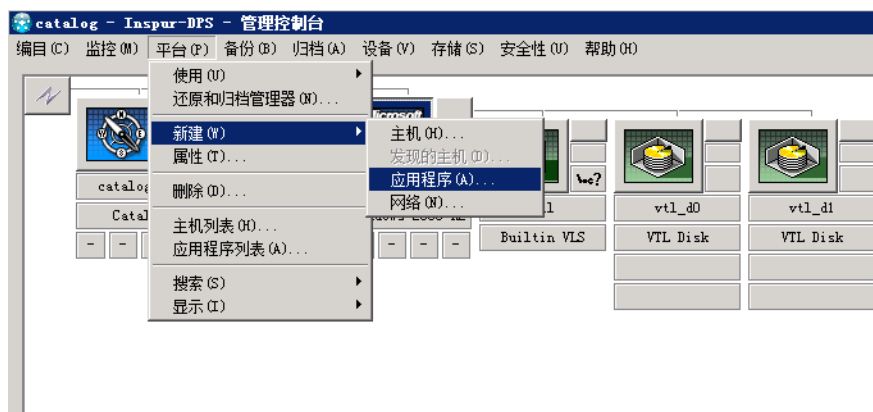 catalog - Inspur-DPS - 管理控制台
编目(C) 监控(M) 平台(P) 备份(B) 归档(A) 设备(V) 存储(S) 安全性(U) 帮助(H)
使用(U)
还原和归档管理器(N)...
新建(W)
属性(T)...
删除(D)...
主机列表(H)...
应用程序列表(A)...
搜索(S)
显示(I)
主机(H)...
发现的主机(D)...
应用程序(A)...
网络(N)...
Microsoft
catalog
Catal
Builtin VLS
vtl_d0
VTL Disk
vtl_d1
VTL Disk
- -
- - -